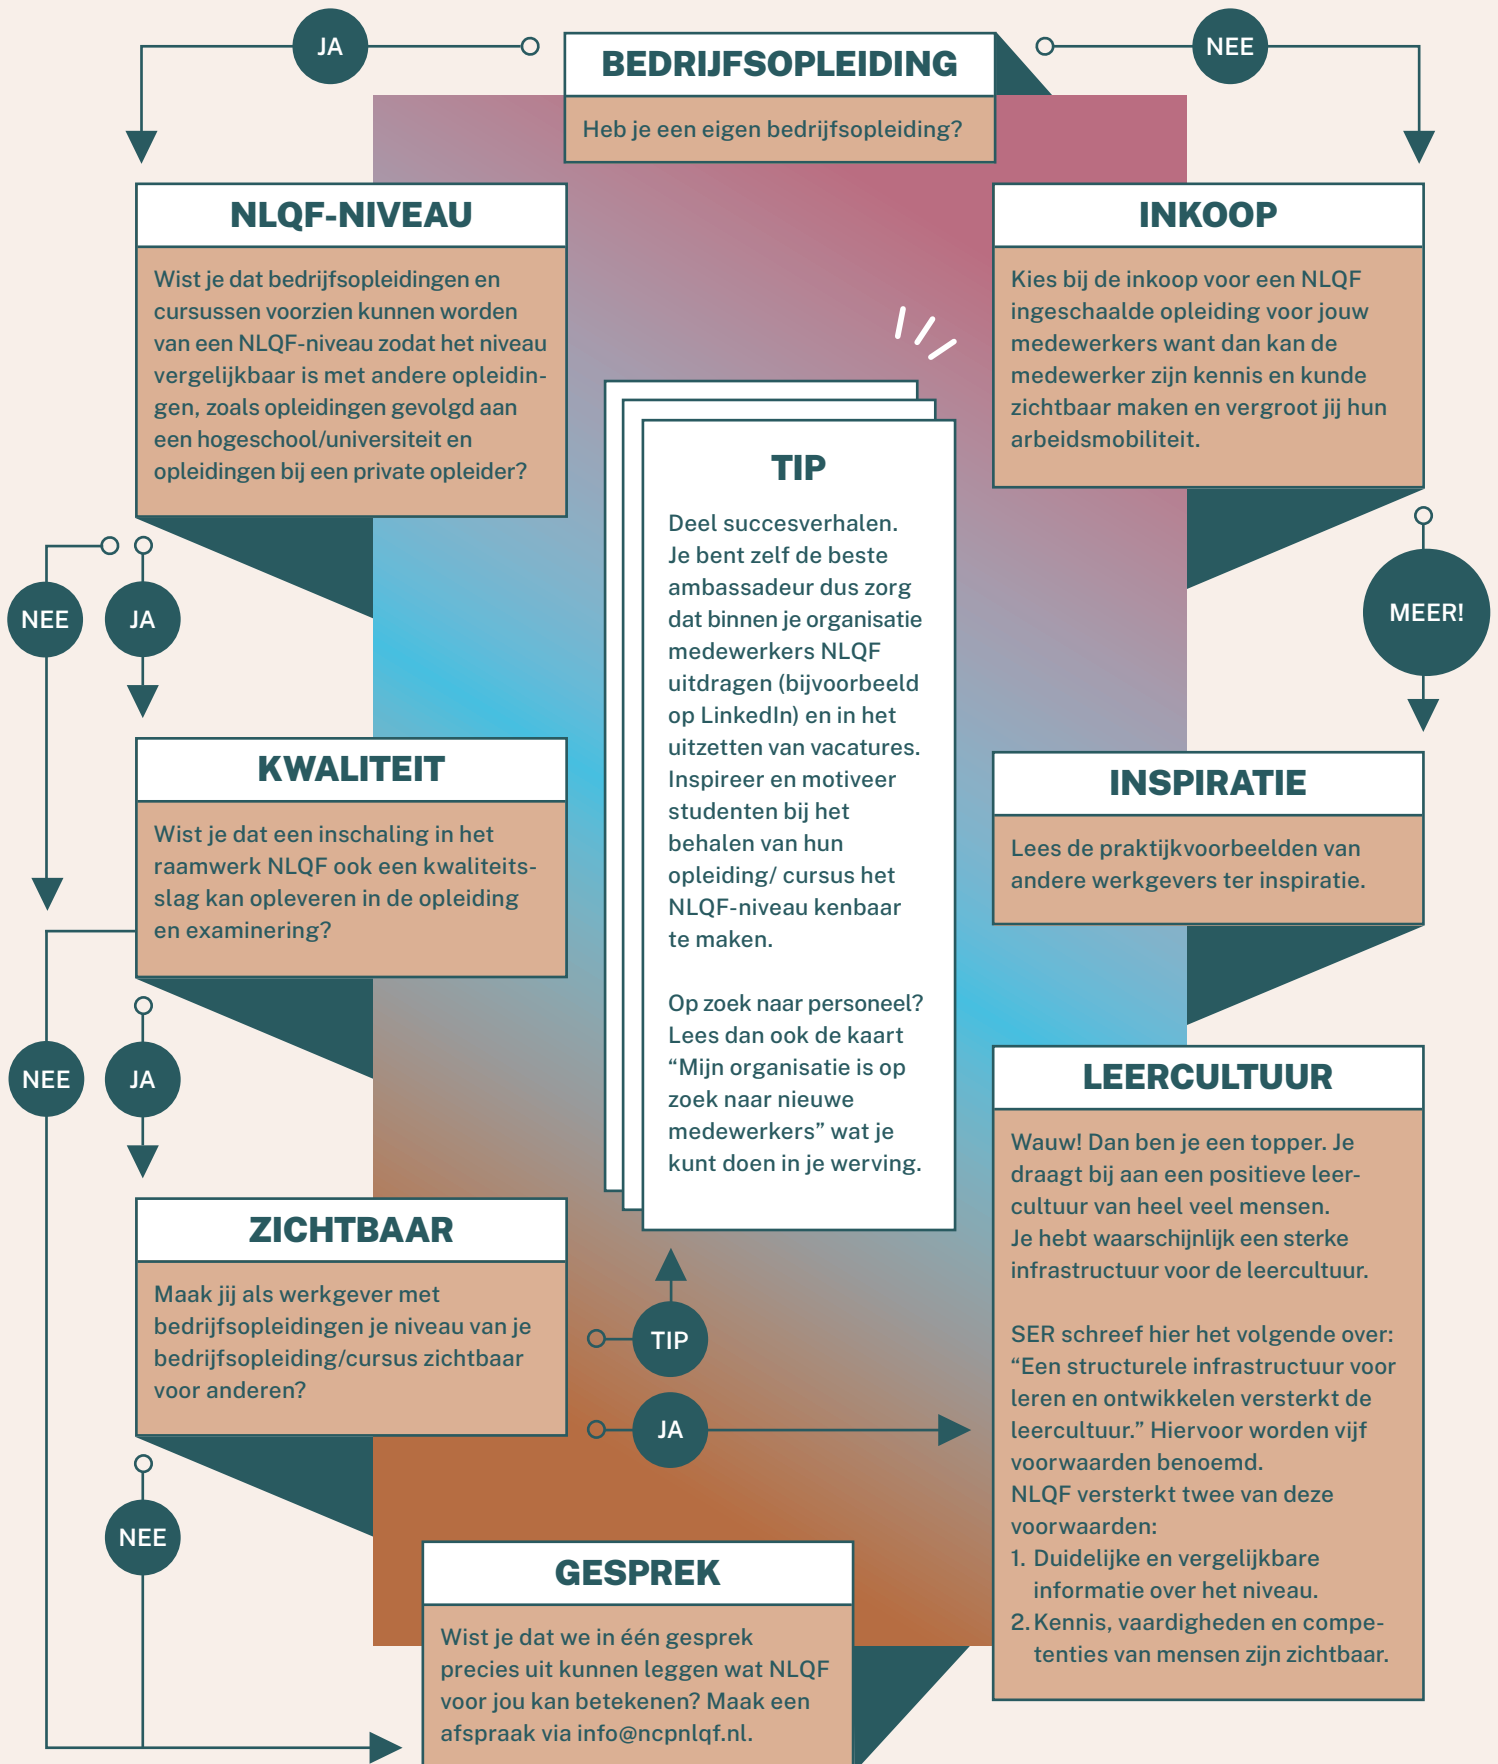 JA
BEDRIJFSOPLEIDING
NEE
Heb je een eigen bedrijfsopleiding?
NLQF-NIVEAU
Wist je dat bedrijfsopleidingen en
cursussen voorzien kunnen worden
van een NLQF-niveau zodat het niveau
vergelijkbaar is met andere opleidin-
gen, zoals opleidingen gevolgd aan
een hogeschool/universiteit en
opleidingen bij een private opleider?
INKOOP
Kies bij de inkoop voor een NLQF
ingeschaalde opleiding voor jouw
medewerkers want dan kan de
medewerker zijn kennis en kunde
zichtbaar maken en vergroot jij hun
arbeidsmobiliteit.
TIP
Deel succesverhalen.
Je bent zelf de beste
ambassadeur dus zorg
dat binnen je organisatie
medewerkers NLQF
uitdragen (bijvoorbeeld
op LinkedIn) en in het
uitzetten van vacatures.
Inspireer en motiveer
studenten bij het
behalen van hun
opleiding/ cursus het
NLQF-niveau kenbaar
te maken.
Op zoek naar personeel?
Lees dan ook de kaart
“Mijn organisatie is op
zoek naar nieuwe
medewerkers” wat je
kunt doen in je werving.
NEE
JA
MEER!
KWALITEIT
Wist je dat een inschaling in het
raamwerk NLQF ook een kwaliteits-
slag kan opleveren in de opleiding
en examinering?
INSPIRATIE
Lees de praktijkvoorbeelden van
andere werkgevers ter inspiratie.
NEE
JA
ZICHTBAAR
Maak jij als werkgever met
bedrijfsopleidingen je niveau van je
bedrijfsopleiding/cursus zichtbaar
voor anderen?
TIP
JA
LEERCULTUUR
Wauw! Dan ben je een topper. Je
draagt bij aan een positieve leer-
cultuur van heel veel mensen.
Je hebt waarschijnlijk een sterke
infrastructuur voor de leercultuur.
SER schreef hier het volgende over:
“Een structurele infrastructuur voor
leren en ontwikkelen versterkt de
leercultuur.” Hiervoor worden vijf
voorwaarden benoemd.
NLQF versterkt twee van deze
voorwaarden:
1. Duidelijke en vergelijkbare
informatie over het niveau.
2. Kennis, vaardigheden en compe-
tenties van mensen zijn zichtbaar.
NEE
GESPREK
Wist je dat we in één gesprek
precies uit kunnen leggen wat NLQF
voor jou kan betekenen? Maak een
afspraak via info@ncpnlqf.nl.